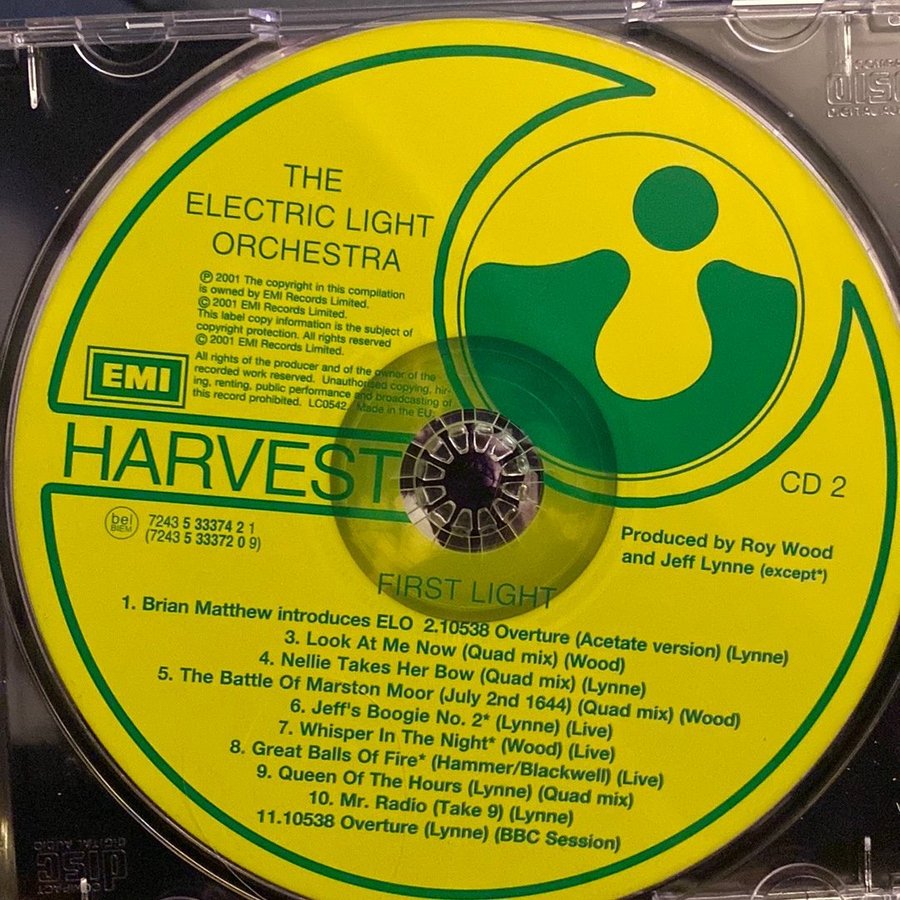 THE
ELECTRIC LIGHT
ORCHESTRA
℗ 2001 The copyright in this compilation
is owned by EMI Records Limited.
© 2001 EMI Records Limited.
This label copy information is the subject of
copyright protection. All rights reserved
© 2001 EMI Records Limited.
All rights of the producer and of the owner of the
recorded work reserved. Unauthorised copying, hir-
ing, renting, public performance and broadcasting of
this record prohibited. LC0542. Made in the EU.
EMI
HARVEST
CD 2
bel
BIEM
7243 5 33374 2 1
(7243 5 33372 0 9)
Produced by Roy Wood
and Jeff Lynne (except*)
FIRST LIGHT
1. Brian Matthew introduces ELO 2.10538 Overture (Acetate version) (Lynne)
3. Look At Me Now (Quad mix) (Wood)
4. Nellie Takes Her Bow (Quad mix) (Lynne)
5. The Battle Of Marston Moor (July 2nd 1644) (Quad mix) (Wood)
6. Jeff's Boogie No. 2* (Lynne) (Live)
7. Whisper In The Night* (Wood) (Live)
8. Great Balls Of Fire* (Hammer/Blackwell) (Live)
9. Queen Of The Hours (Lynne) (Quad mix)
10. Mr. Radio (Take 9) (Lynne)
11.10538 Overture (Lynne) (BBC Session)
COMPACT
disc
DIGITAL AUDIO